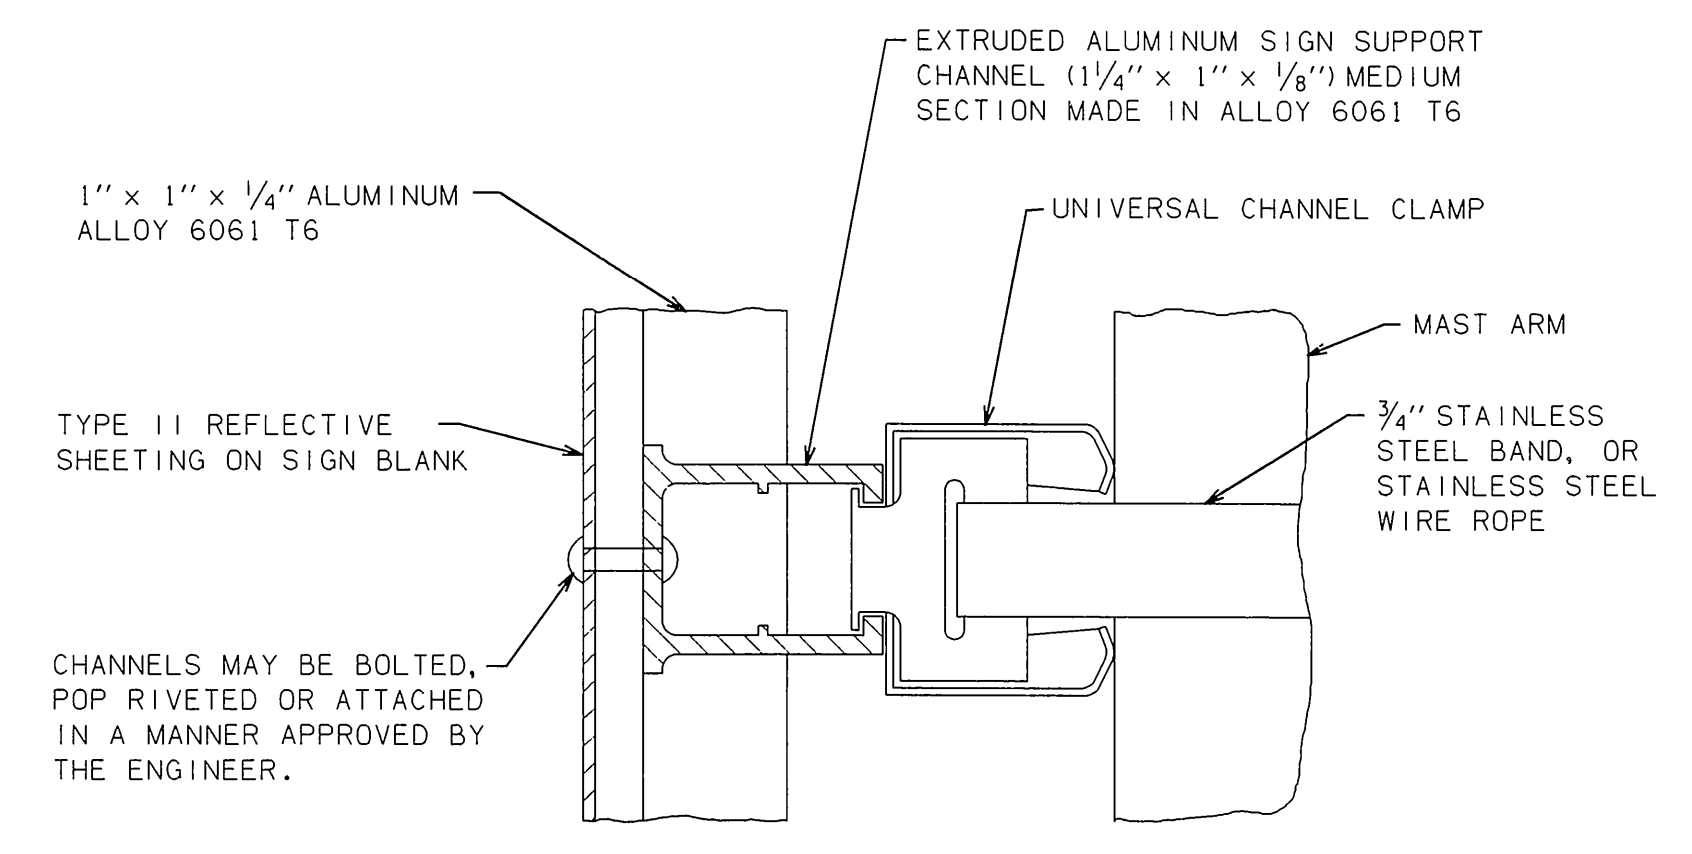 EXTRUDED ALUMINUM SIGN SUPPORT
CHANNEL (1 1/4" x 1" x 1/8") MEDIUM
SECTION MADE IN ALLOY 6061 T6
1" x 1" x 1/4" ALUMINUM
ALLOY 6061 T6
UNIVERSAL CHANNEL CLAMP
MAST ARM
TYPE II REFLECTIVE
SHEETING ON SIGN BLANK
3/4" STAINLESS
STEEL BAND, OR
STAINLESS STEEL
WIRE ROPE
CHANNELS MAY BE BOLTED,
POP RIVETED OR ATTACHED
IN A MANNER APPROVED BY
THE ENGINEER.